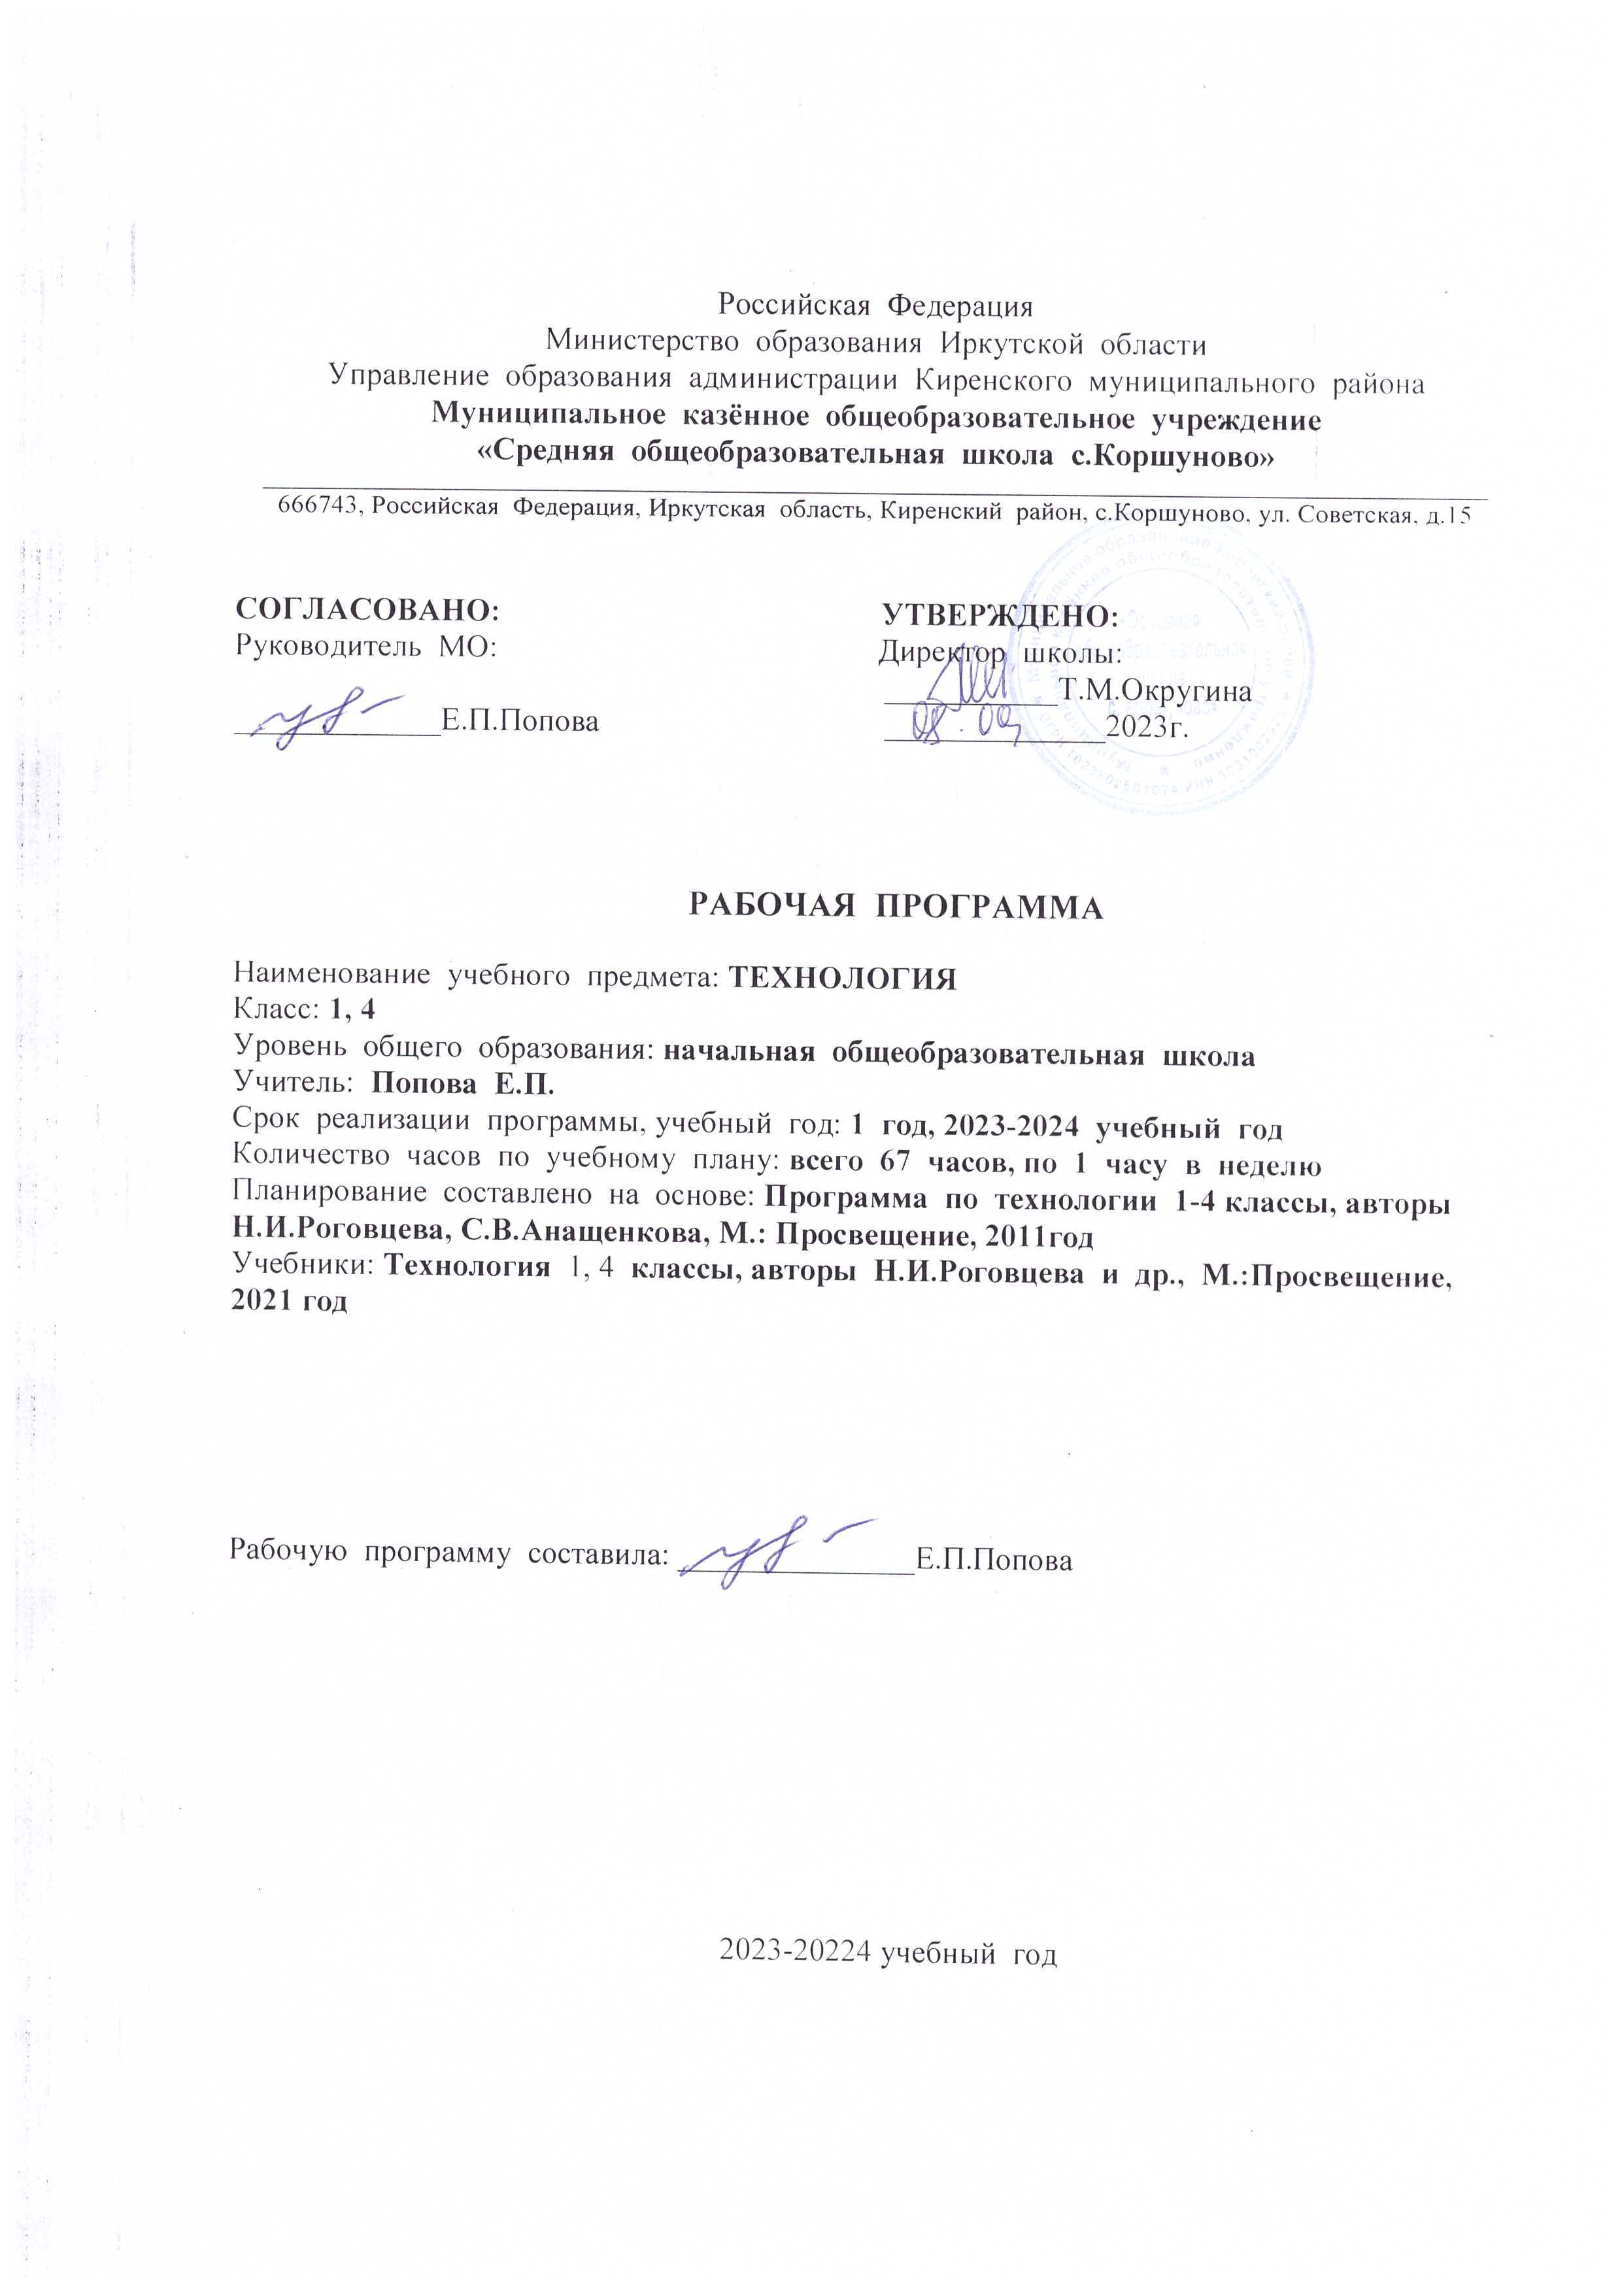 Российская Федерация
Министерство образования Иркутской области
Управление образования администрации Киренского муниципального района
Муниципальное казённое общеобразовательное учреждение
«Средняя общеобразовательная школа с.Коршуново»
666743, Российская Федерация, Иркутская область, Киренский район, с.Коршуново, ул. Советская, д.15
СОГЛАСОВАНО:
Руководитель МО:
Е.П.Попова
УТВЕРЖДЕНО:
Директор школы:
Т.М.Округина
08.09 2023г.
РАБОЧАЯ ПРОГРАММА
Наименование учебного предмета: ТЕХНОЛОГИЯ
Класс: 1, 4
Уровень общего образования: начальная общеобразовательная школа
Учитель: Попова Е.П.
Срок реализации программы, учебный год: 1 год, 2023-2024 учебный год
Количество часов по учебному плану: всего 67 часов, по 1 часу в неделю
Планирование составлено на основе: Программа по технологии 1-4 классы, авторы
Н.И.Роговцева, С.В.Анащенкова, М.: Просвещение, 2011год
Учебники: Технология 1, 4 классы, авторы Н.И.Роговцева и др., М.:Просвещение,
2021 год
Рабочую программу составила: Е.П.Попова
2023-20224 учебный год